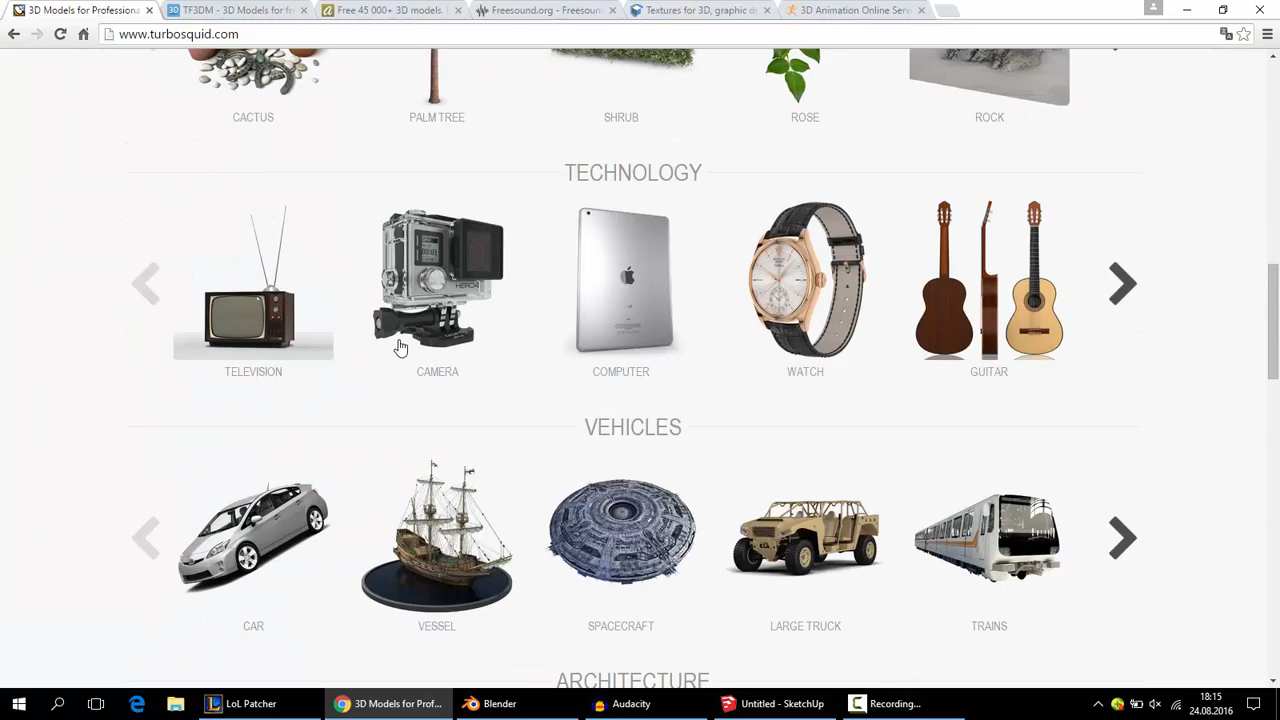 3D Models for Professiona
TF3DM - 3D Models for fr
Free 45 000+ 3D models.
Freesound.org - Freesoun
Textures for 3D, graphic d
3D Animation Online Serv
www.turbosquid.com
CACTUS
PALM TREE
SHRUB
ROSE
ROCK
TECHNOLOGY
HERO4
TELEVISION
CAMERA
COMPUTER
WATCH
GUITAR
VEHICLES
CAR
VESSEL
SPACECRAFT
LARGE TRUCK
TRAINS
ARCHITECTURE
LoL Patcher
3D Models for Prof...
Blender
Audacity
Untitled - SketchUp
Recording...
18:15
24.08.2016